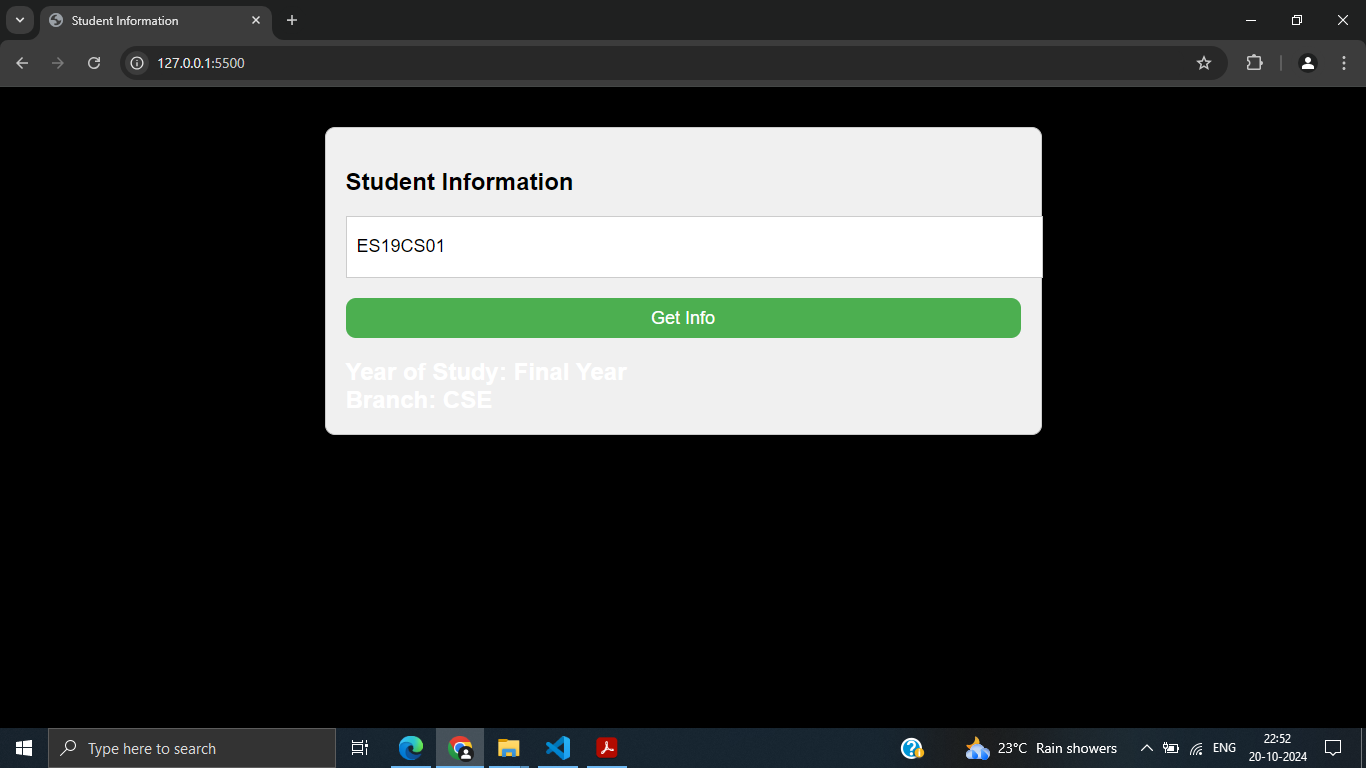 Student Information
127.0.0.1:5500
Student Information
ES19CS01
Get Info
Year of Study: Final Year
Branch: CSE
Type here to search
23°C Rain showers
ENG
22:52
20-10-2024